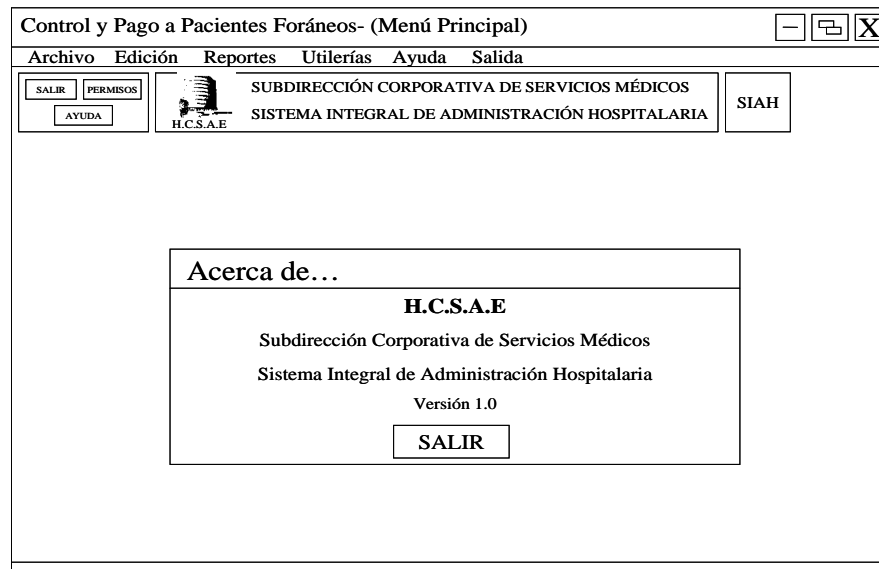 Control y Pago a Pacientes Foráneos- (Menú Principal)
X
Archivo Edición Reportes Utilerías Ayuda Salida
SALIR PERMISOS
AYUDA
H.C.S.A.E
SUBDIRECCIÓN CORPORATIVA DE SERVICIOS MÉDICOS
SISTEMA INTEGRAL DE ADMINISTRACIÓN HOSPITALARIA
SIAH
Acerca de…
H.C.S.A.E
Subdirección Corporativa de Servicios Médicos
Sistema Integral de Administración Hospitalaria
Versión 1.0
SALIR